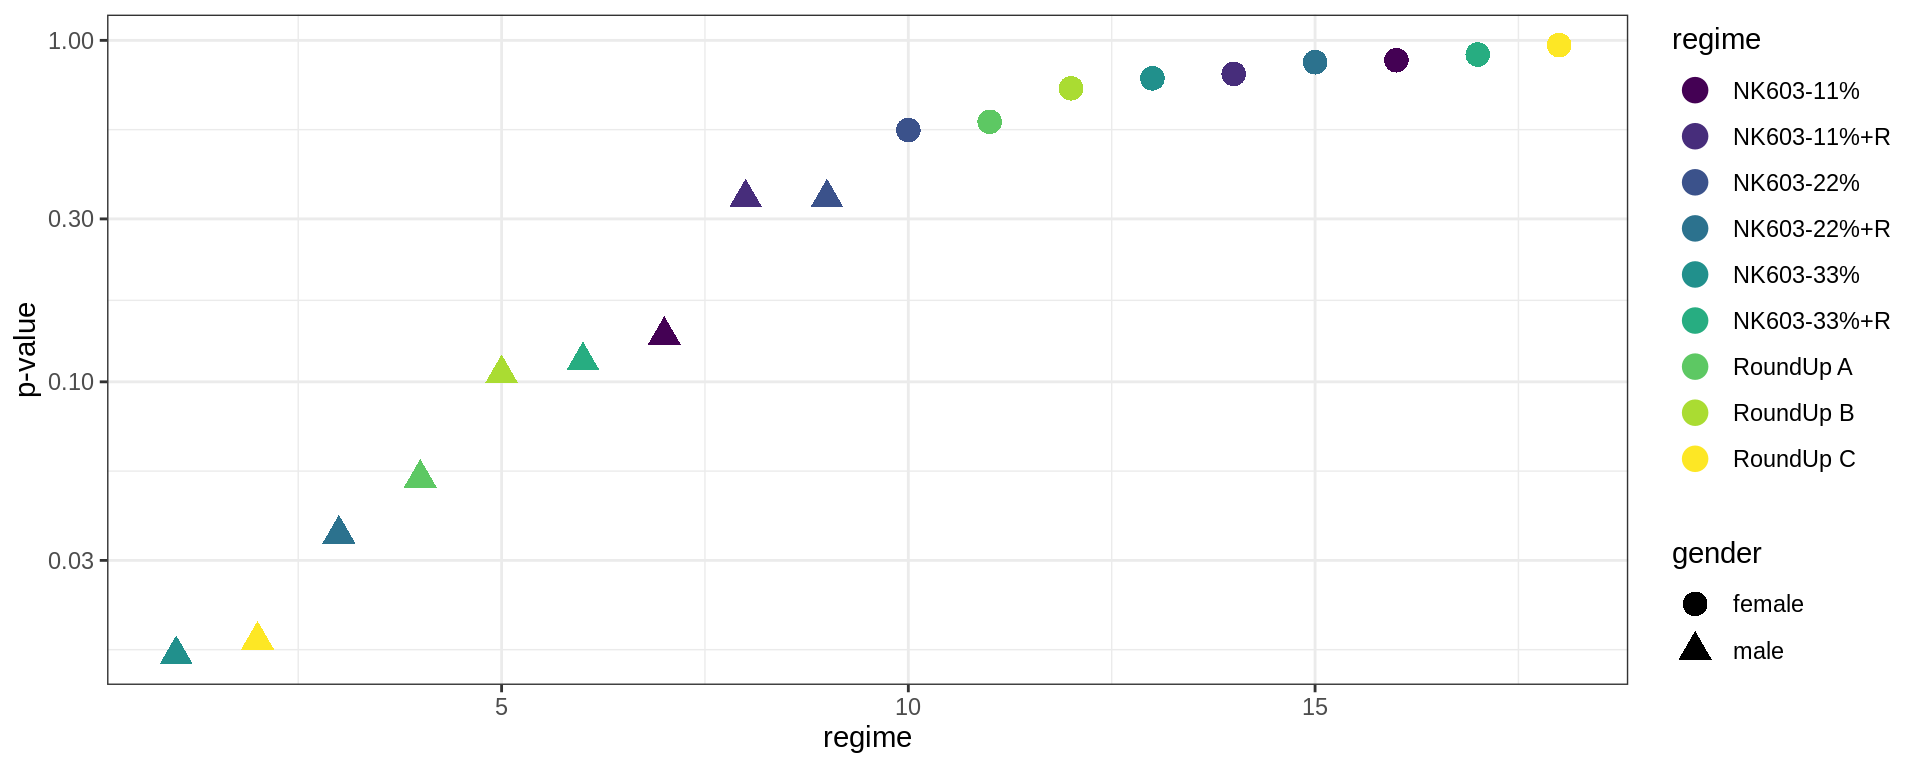 1.00
0.30
0.10
0.03
p-value
5
10
15
regime
regime
NK603-11%
NK603-11%+R
NK603-22%
NK603-22%+R
NK603-33%
NK603-33%+R
RoundUp A
RoundUp B
RoundUp C
gender
female
male